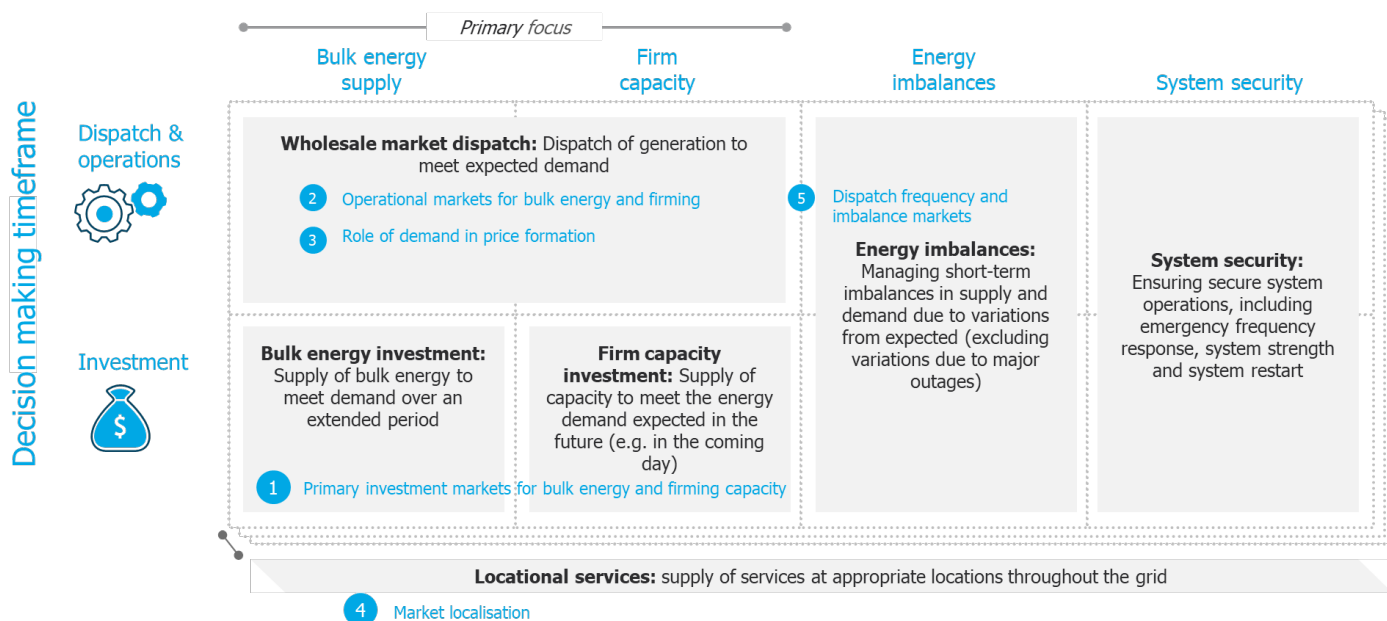 Primary focus
Bulk energy
supply
Firm
capacity
Energy
imbalances
System security
Decision making timeframe
Dispatch &
operations
Wholesale market dispatch: Dispatch of generation to
meet expected demand
2 Operational markets for bulk energy and firming
3 Role of demand in price formation
5 Dispatch frequency and
imbalance markets
Energy imbalances:
Managing short-term
imbalances in supply and
demand due to variations
from expected (excluding
variations due to major
outages)
System security:
Ensuring secure system
operations, including
emergency frequency
response, system strength
and system restart
Investment
$
Bulk energy investment:
Supply of bulk energy to
meet demand over an
extended period
Firm capacity
investment: Supply of
capacity to meet the energy
demand expected in the
future (e.g. in the coming
day)
1 Primary investment markets for bulk energy and firming capacity
Locational services: supply of services at appropriate locations throughout the grid
4 Market localisation